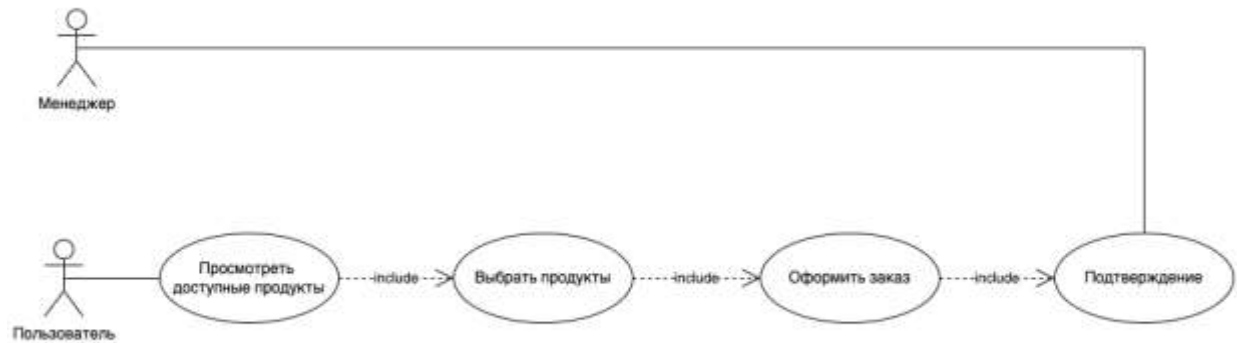 Менеджер
Просмотреть
доступные продукты
include
Выбрать продукты
include
Оформить заказ
include
Подтверждение
Пользователь